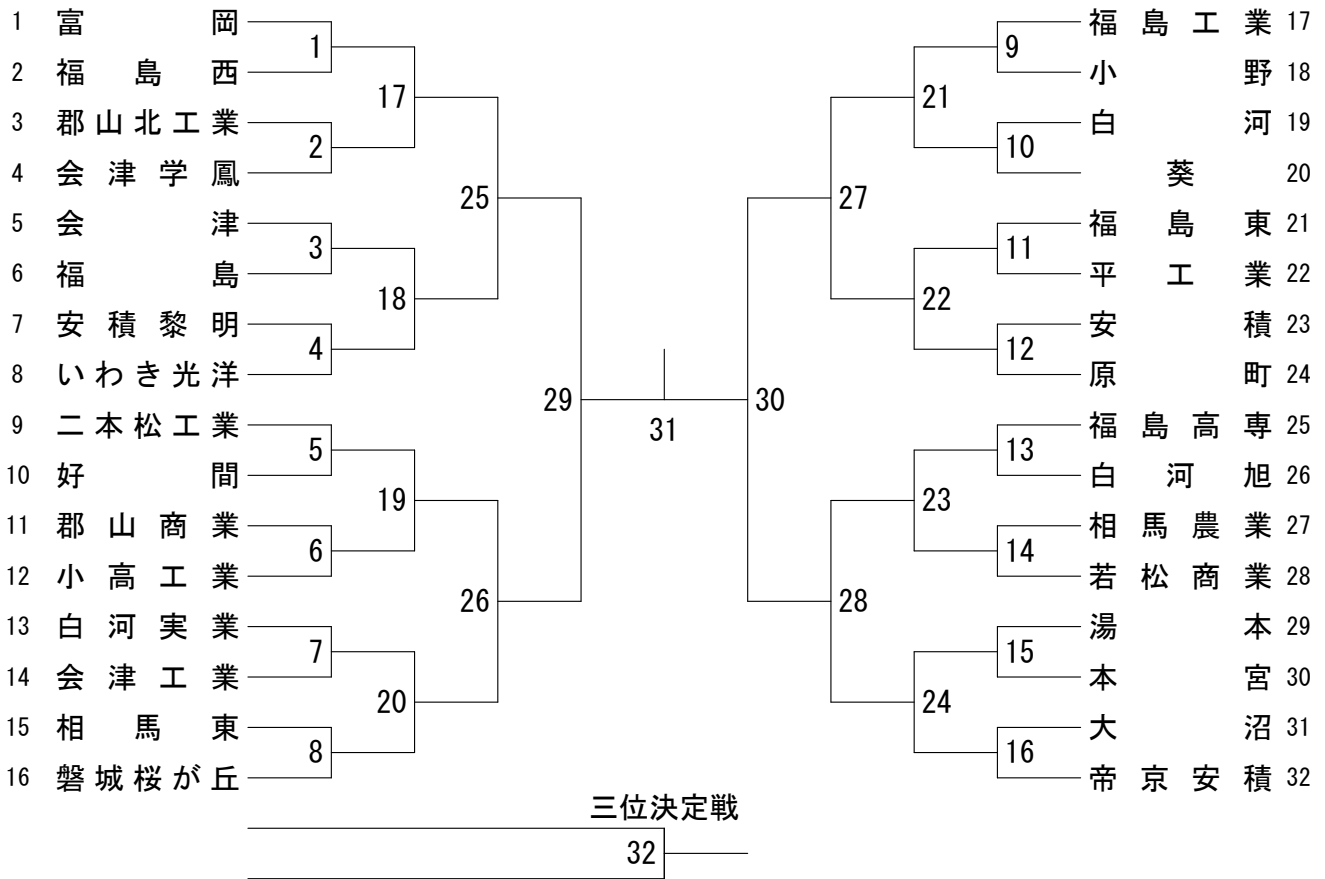 1 富岡
2 福島西
3 郡山北工業
4 会津学鳳
5 会津
6 福島
7 安積黎明
8 いわき光洋
9 二本松工業
10 好間
11 郡山商業
12 小高工業
13 白河実業
14 会津工業
15 相馬東
16 磐城桜が丘
1
2
3
4
5
6
7
8
17
18
19
20
25
26
29
31
30
27
28
21
22
23
24
9
10
11
12
13
14
15
16
福島工業 17
小野 18
白河 19
葵 20
福島東 21
平工業 22
安積 23
原町 24
福島高専 25
白河旭 26
相馬農業 27
若松商業 28
湯本 29
本宮 30
大沼 31
帝京安積 32
三位決定戦
32